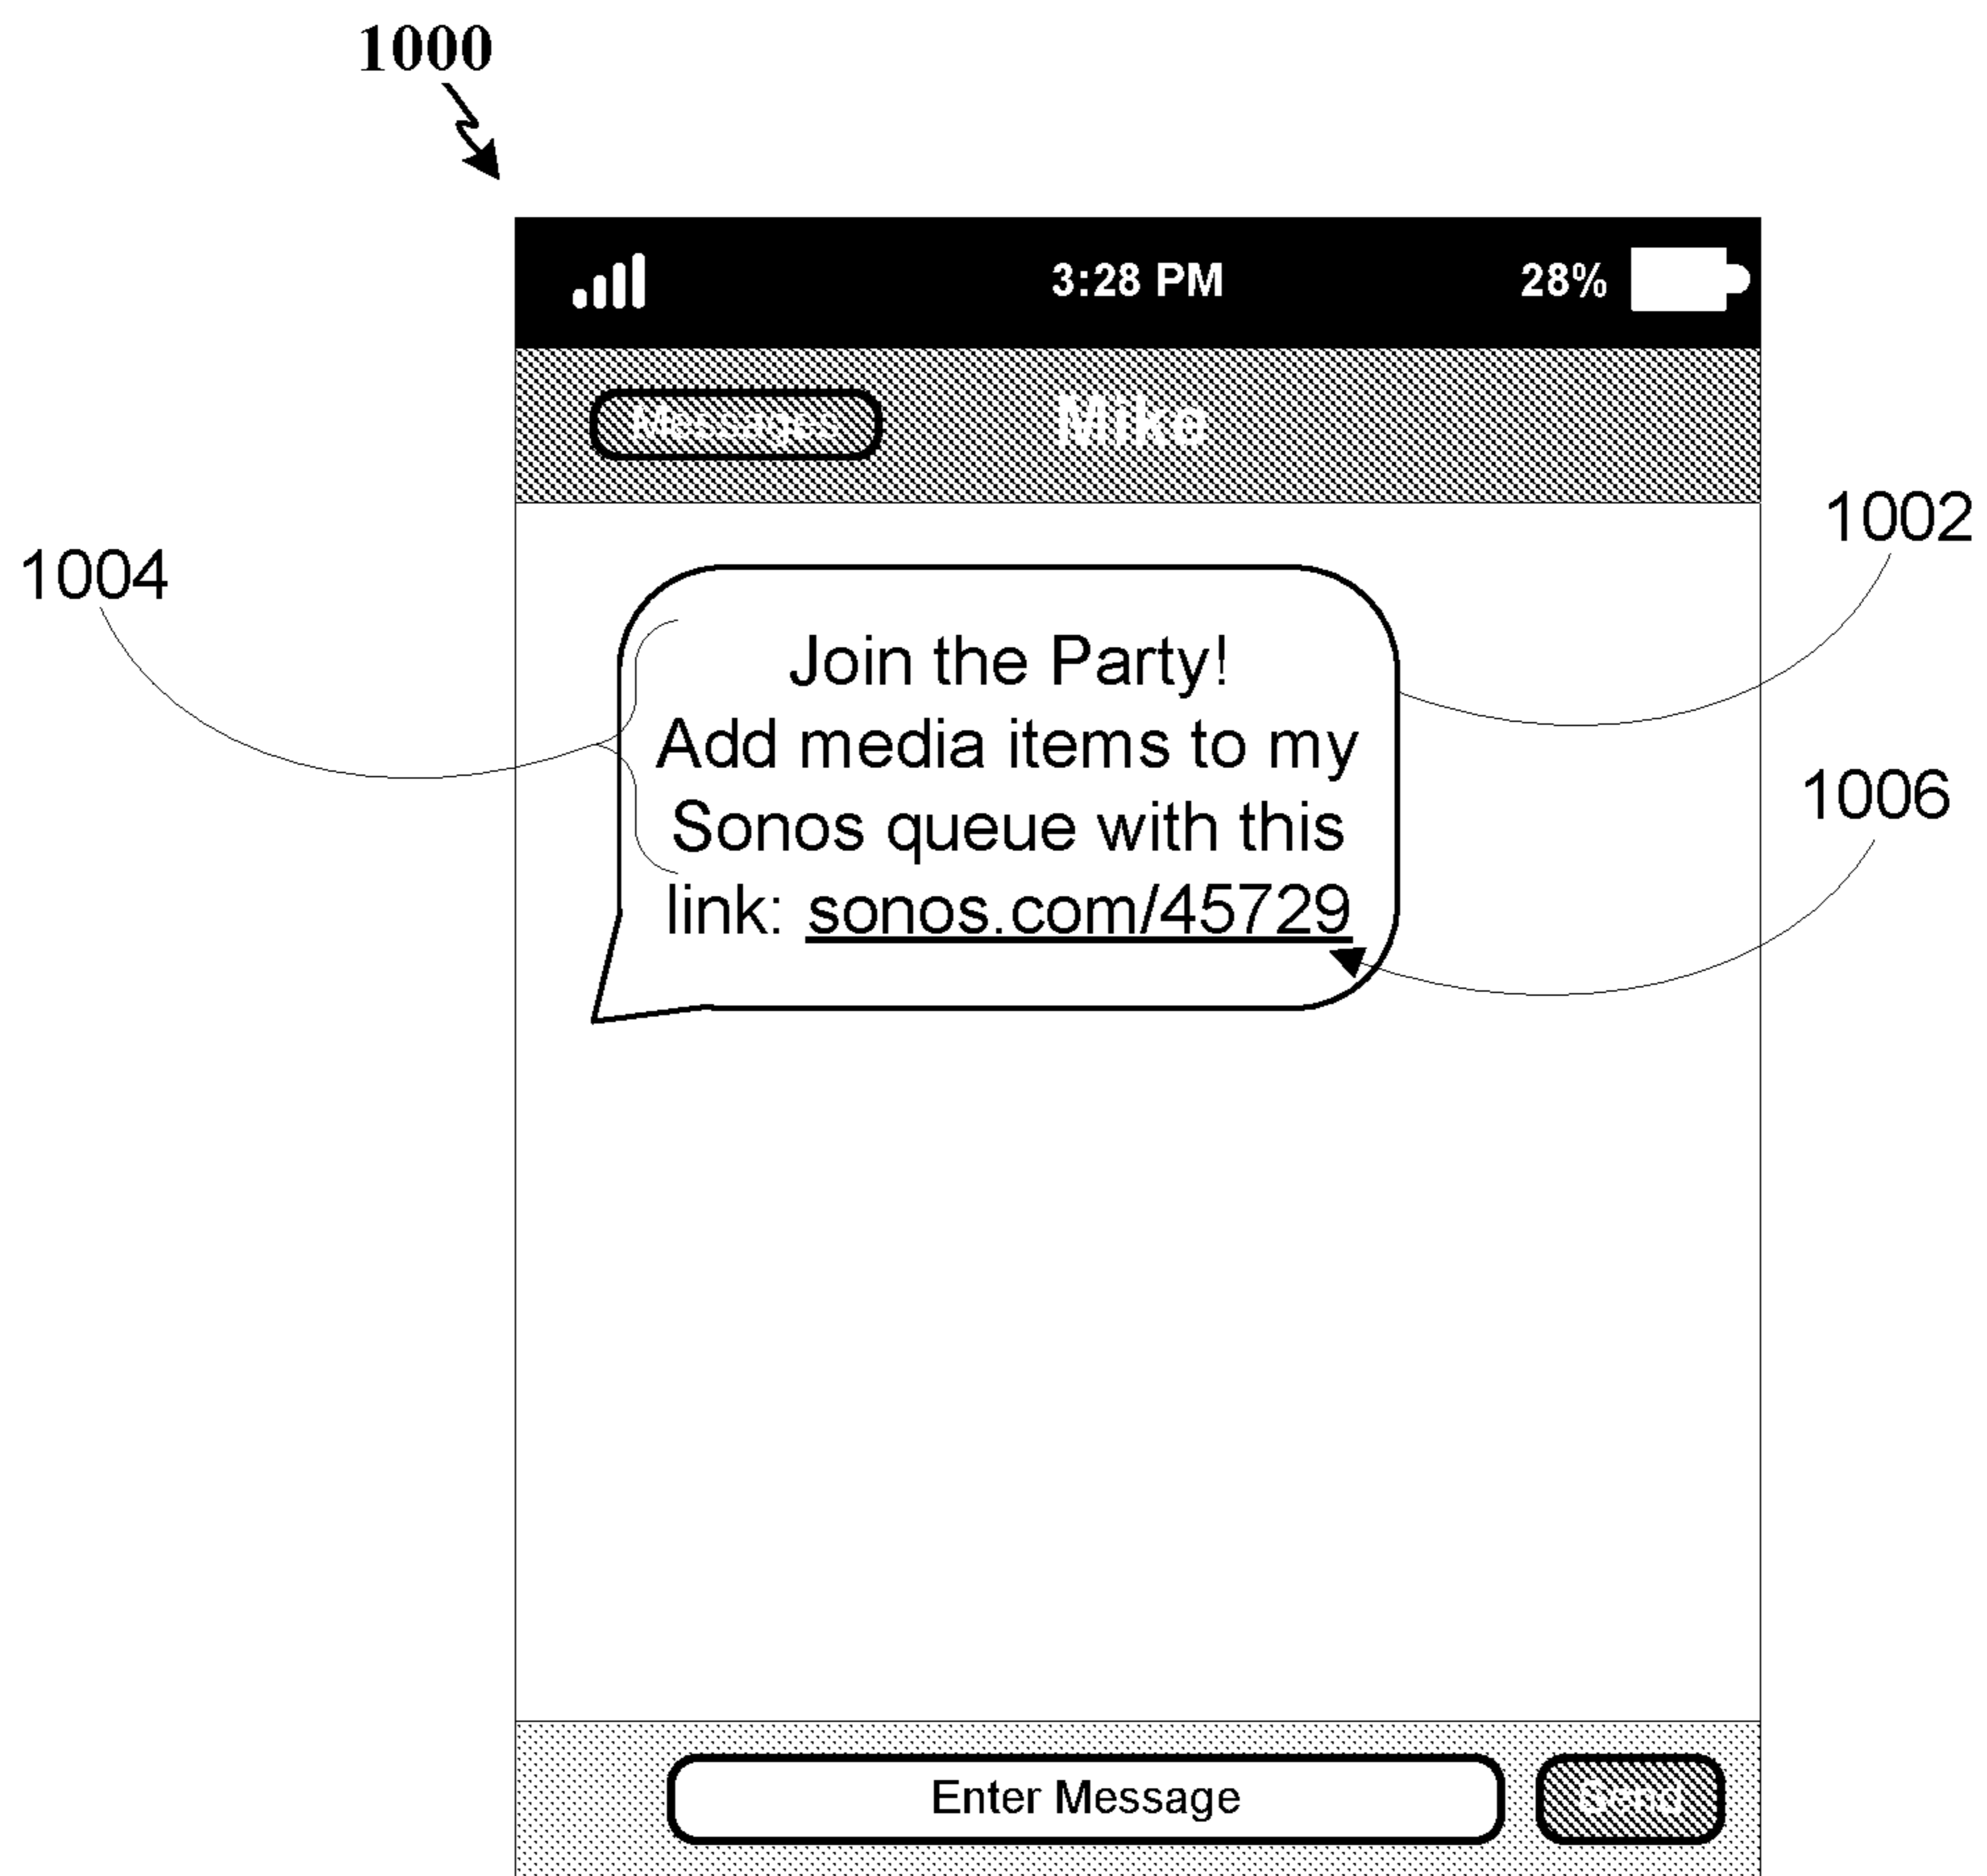 1000
3:28 PM 28%
Messages Mike
1002
1004
Join the Party!
Add media items to my
Sonos queue with this
link: sonos.com/45729
1006
Enter Message Send